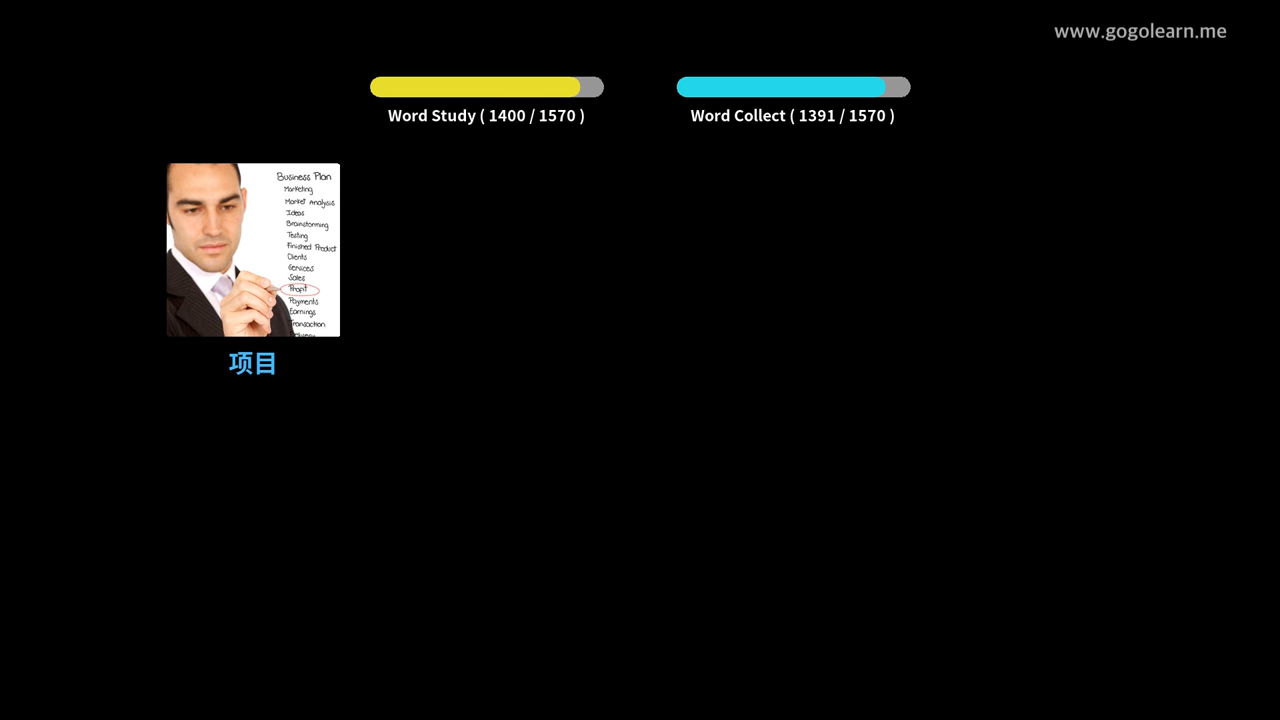 www.gogolearn.me
Word Study ( 1400 / 1570 )
Word Collect ( 1391 / 1570 )
Business Plan
Marketing
Market Analysis
Ideas
Brainstorming
Testing
Finished Product
Clients
Services
Sales
Profit
Payments
Earnings
Transaction
项目